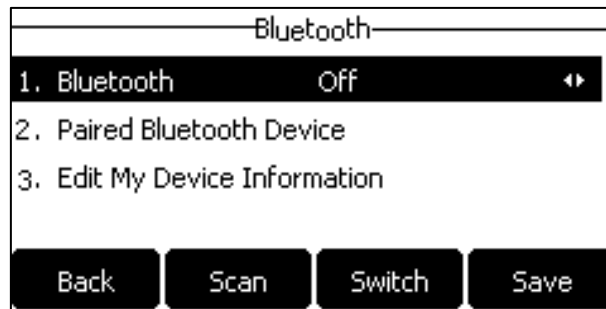 Bluetooth
1. Bluetooth Off
2. Paired Bluetooth Device
3. Edit My Device Information
Back Scan Switch Save